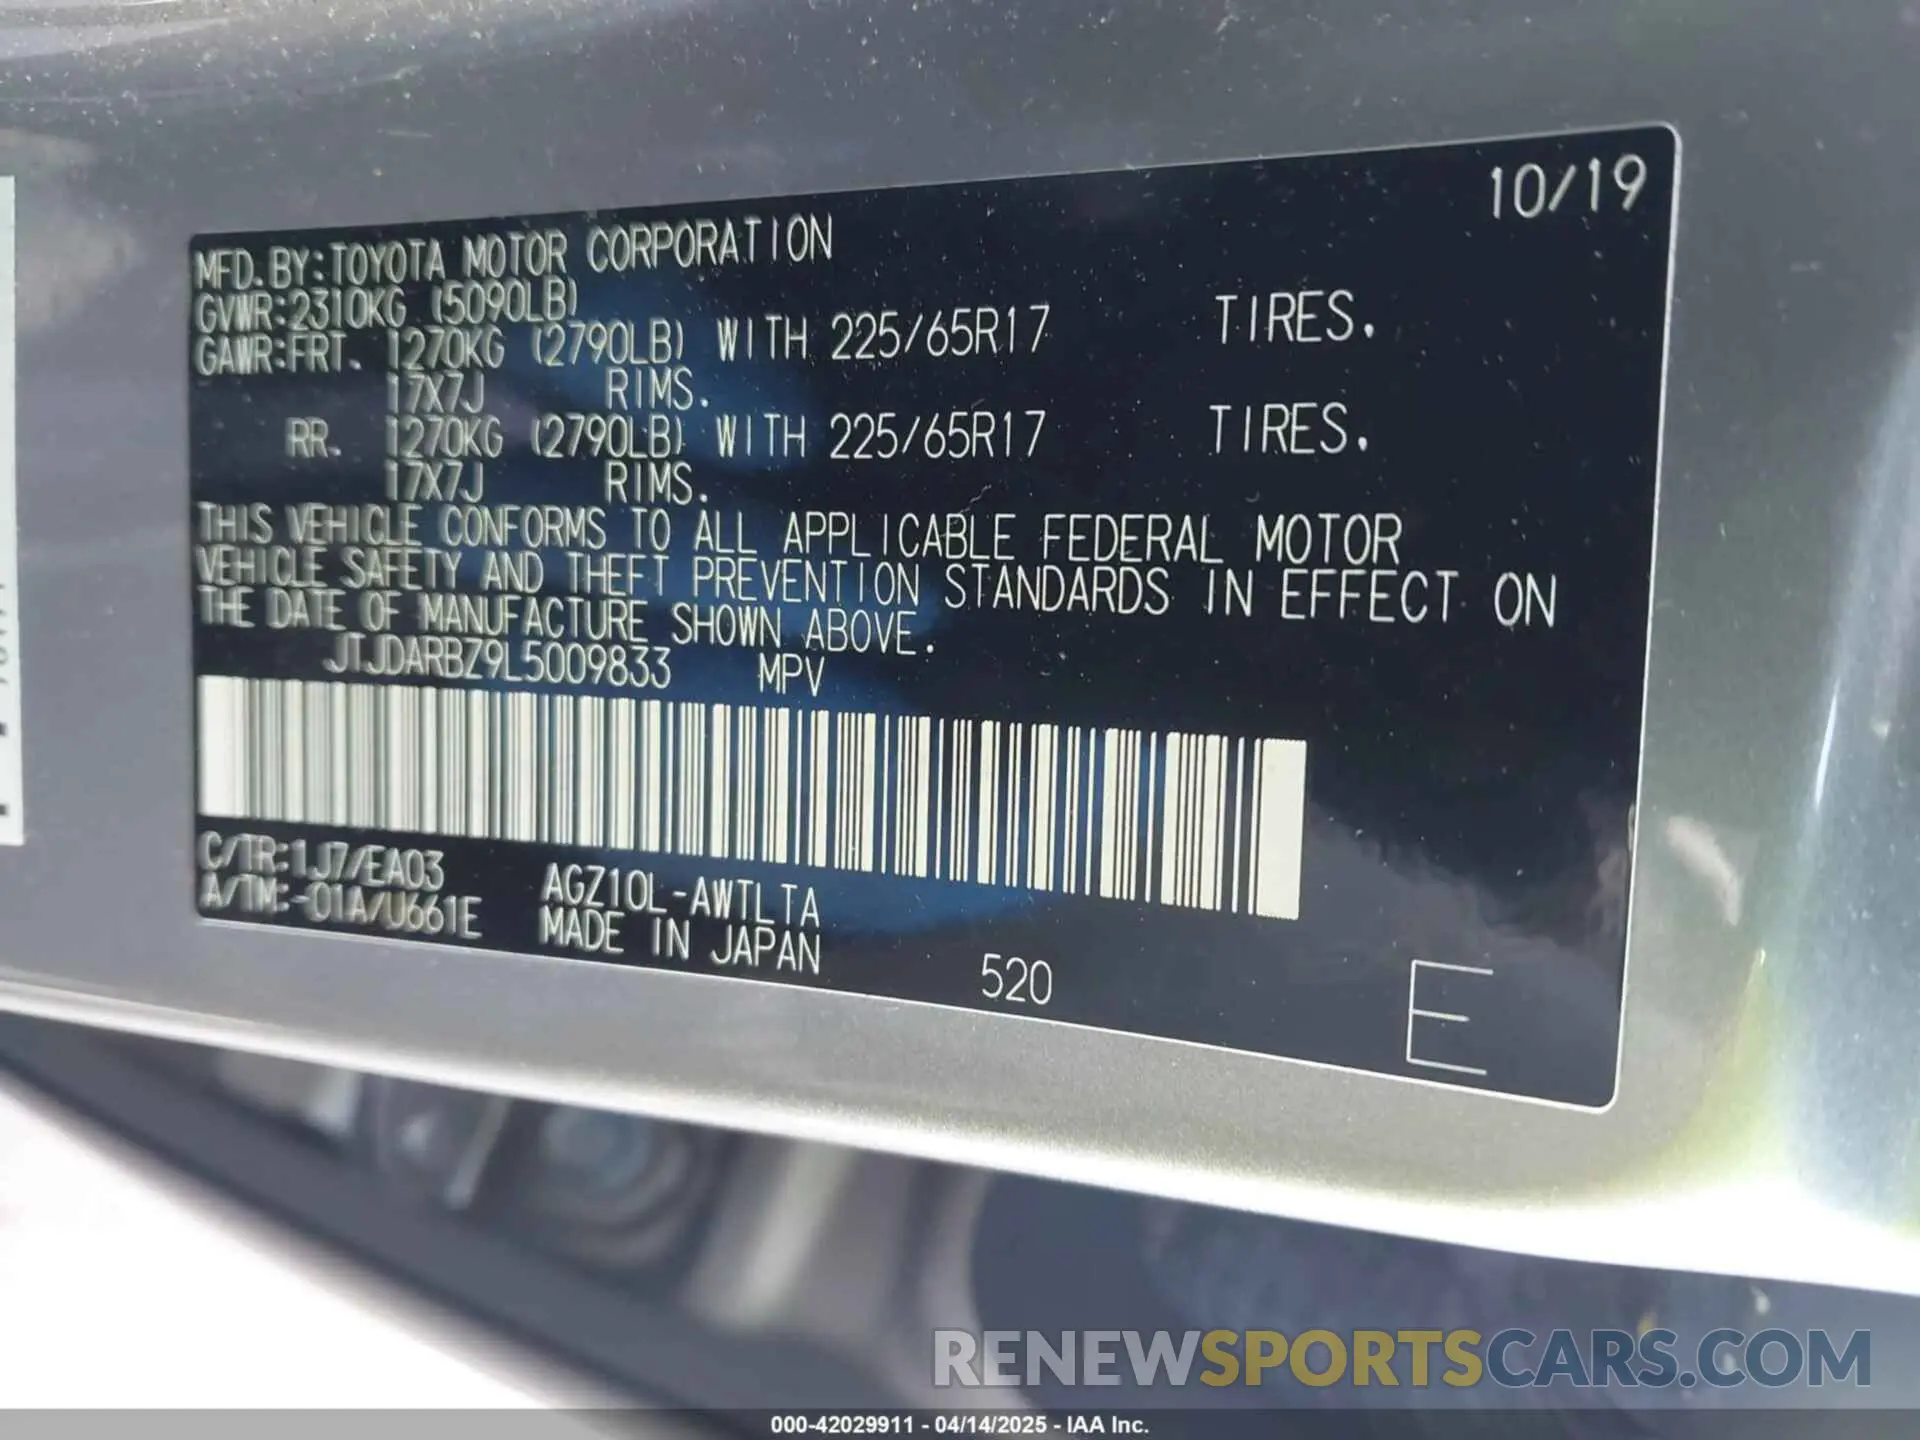 10/19
MFD.BY:TOYOTA MOTOR CORPORATION
GVWR:2310KG (5090LB)
GAWR:FRT. 1270KG (2790LB) WITH 225/65R17 TIRES.
17X7J RIMS.
RR. 1270KG (2790LB) WITH 225/65R17 TIRES.
17X7J RIMS.
THIS VEHICLE CONFORMS TO ALL APPLICABLE FEDERAL MOTOR
VEHICLE SAFETY AND THEFT PREVENTION STANDARDS IN EFFECT ON
THE DATE OF MANUFACTURE SHOWN ABOVE.
JTJDARBZ9L5009833 MPV
C/TR:1J7/EA03 AGZ10L-AWTLTA
A/TM:-01A/U661E MADE IN JAPAN
520
E
RENEWSPORTSCARS.COM
000-42029911 - 04/14/2025 - IAA Inc.